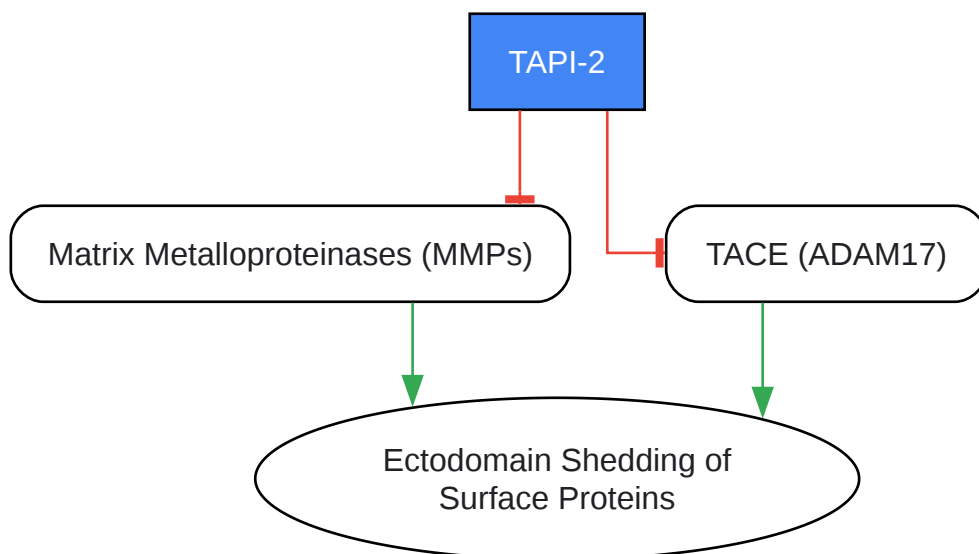 TAPI-2
Matrix Metalloproteinases (MMPs)
TACE (ADAM17)
Ectodomain Shedding of
Surface Proteins